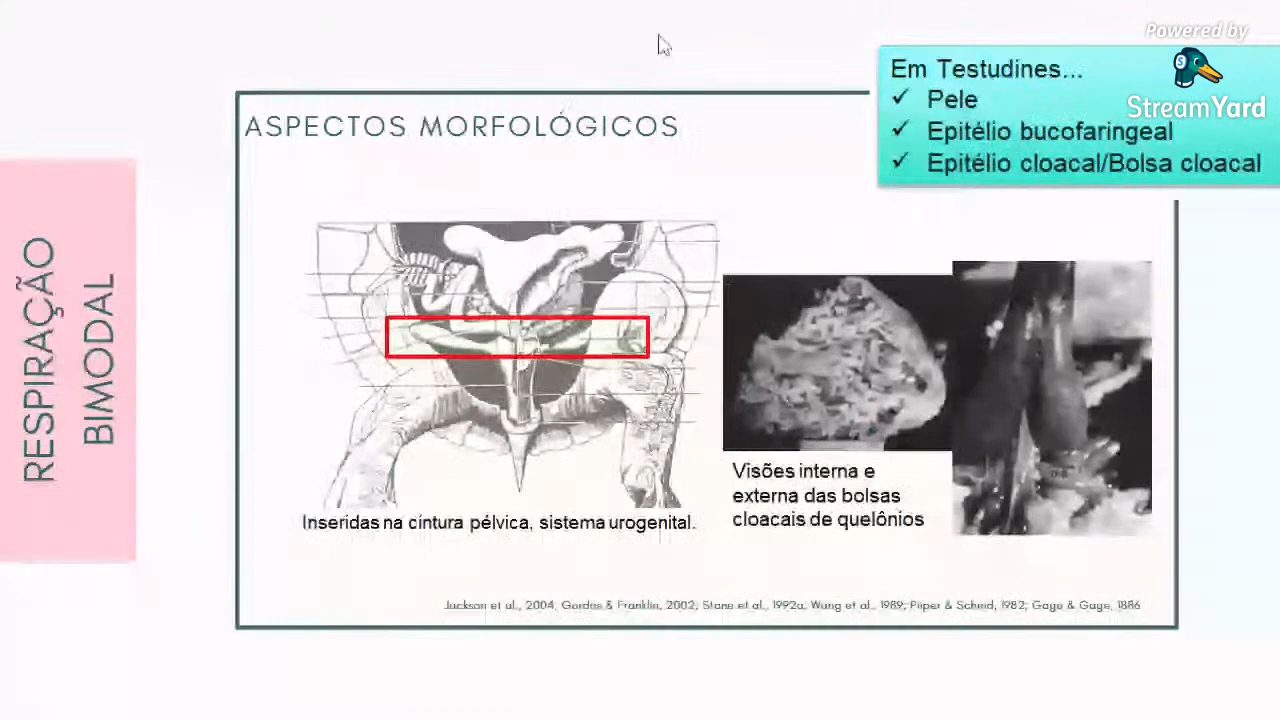 Powered by
StreamYard
Em Testudines...
✓ Pele
✓ Epitélio bucofaringeal
✓ Epitélio cloacal/Bolsa cloacal
ASPECTOS MORFOLÓGICOS
RESPIRAÇÃO
BIMODAL
Visões interna e
externa das bolsas
cloacais de quelônios
Inseridas na cintura pélvica, sistema urogenital.
Jackson et al., 2004; Gordos & Franklin, 2002; Stone et al., 1992a; Wang et al., 1989; Piiper & Scheid, 1982; Gage & Gage, 1886